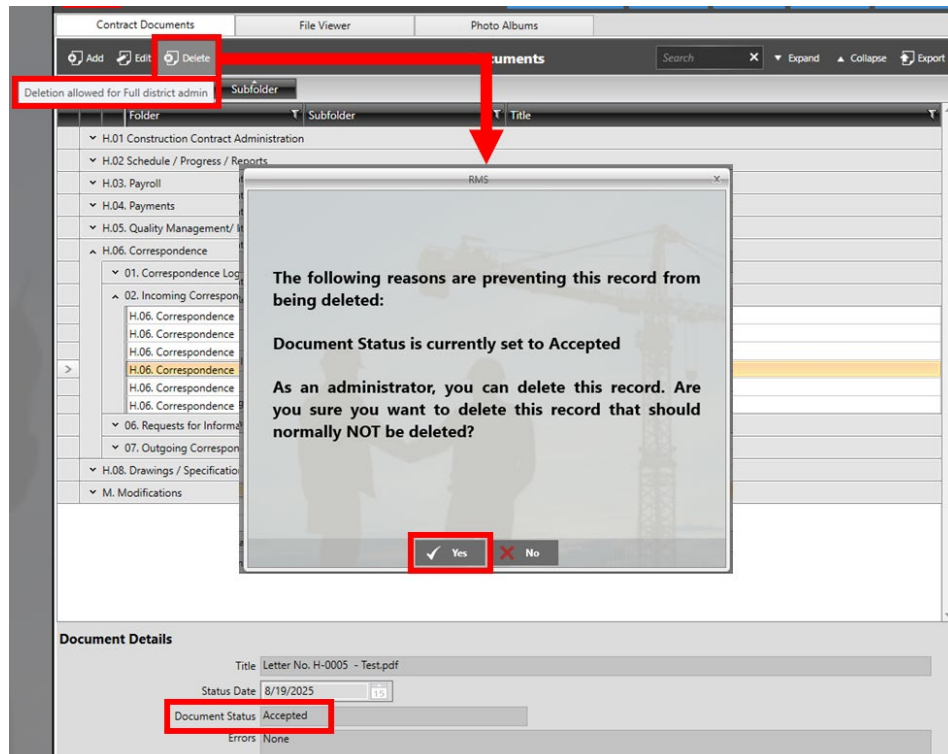 Contract Documents
File Viewer
Photo Albums
Add
Edit
Delete
Search
Expand
Collapse
Export
Deletion allowed for Full district admin
Subfolder
Folder
Subfolder
Title
H.01 Construction Contract Administration
H.02 Schedule / Progress / Reports
H.03. Payroll
H.04. Payments
H.05. Quality Management/
H.06. Correspondence
01. Correspondence Log
02. Incoming Correspon
H.06. Correspondence
H.06. Correspondence
H.06. Correspondence
> H.06. Correspondence
H.06. Correspondence
H.06. Correspondence
06. Requests for Informa
07. Outgoing Correspon
H.08. Drawings / Specificatio
M. Modifications
RMS
The following reasons are preventing this record from
being deleted:
Document Status is currently set to Accepted
As an administrator, you can delete this record. Are
you sure you want to delete this record that should
normally NOT be deleted?
Yes
No
Document Details
Title Letter No. H-0005 - Test.pdf
Status Date 8/19/2025 15
Document Status Accepted
Errors None